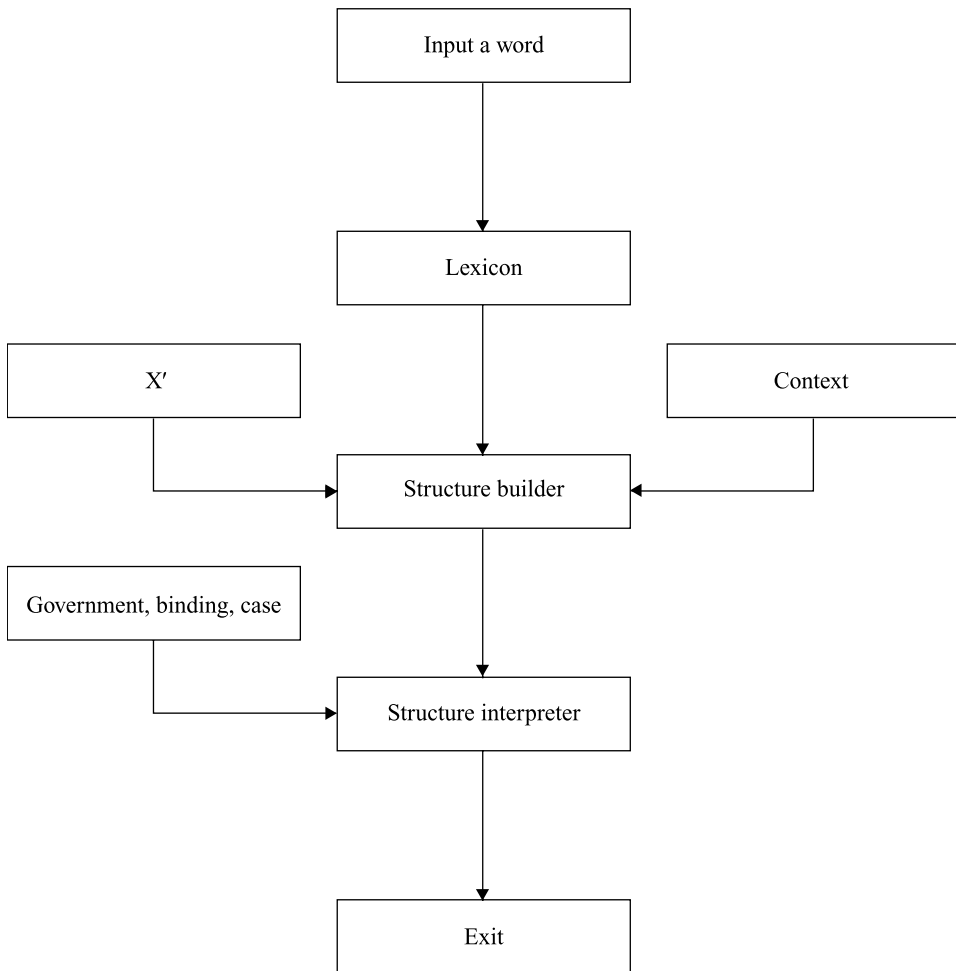 Input a word
Lexicon
X′
Context
Structure builder
Government, binding, case
Structure interpreter
Exit